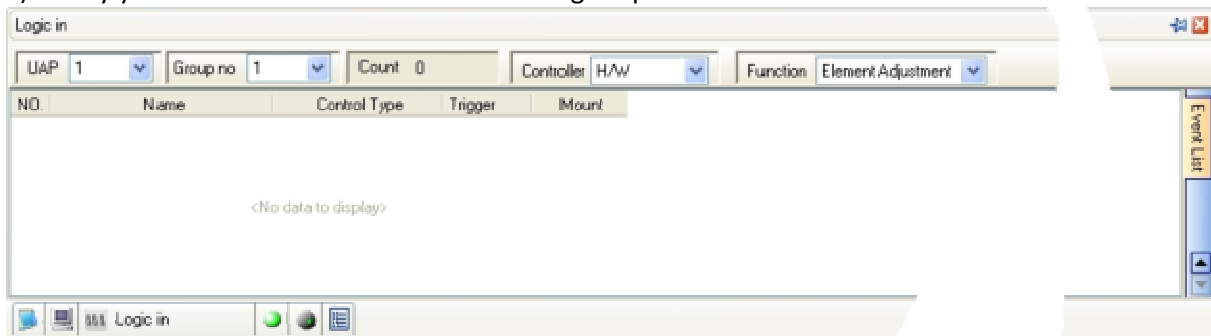 Logic in
UAP 1 Group no 1 Count 0 Controller H/W Function Element Adjustment
NO. Name Control Type Trigger Mount
Event List
<No data to display>
Logic in